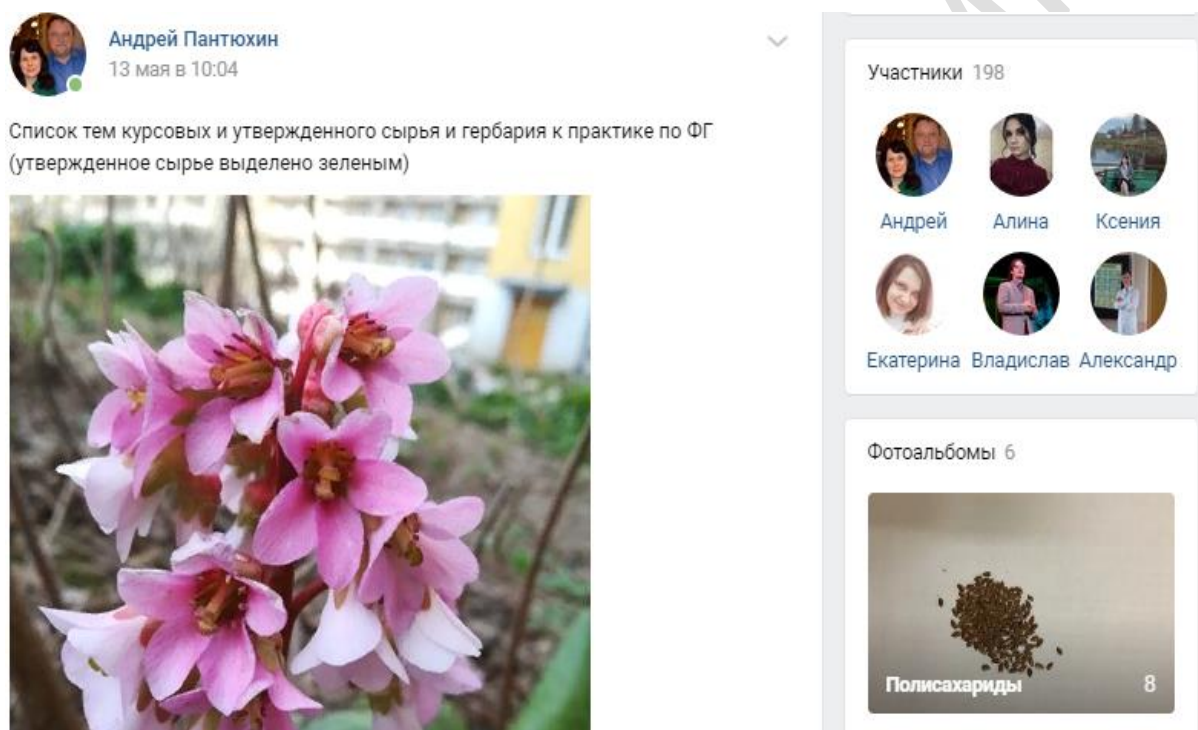 Андрей Пантюхин
13 мая в 10:04
Список тем курсовых и утвержденного сырья и гербария к практике по ФГ
(утвержденное сырье выделено зеленым)
Участники 198
Андрей Алина Ксения
Екатерина Владислав Александр
Фотоальбомы 6
Полисахариды 8